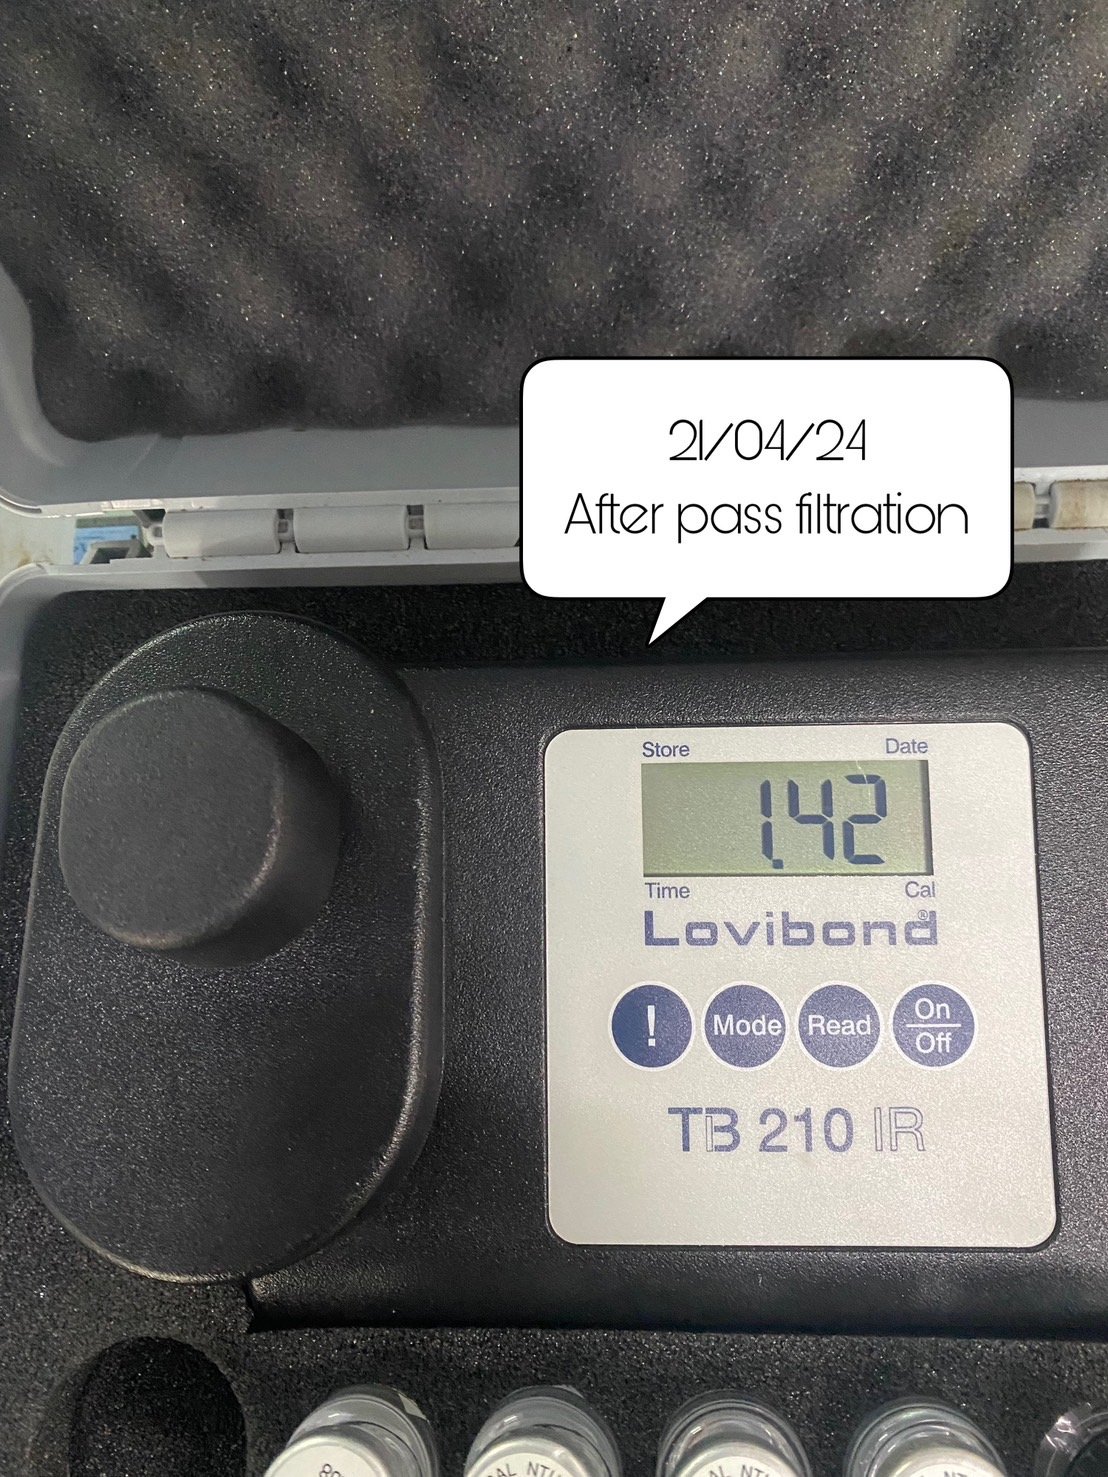 21/04/24
After pass filtration
Store Date
1.42
Time Cal
Lovibond®
! Mode Read On/Off
TB 210 IR